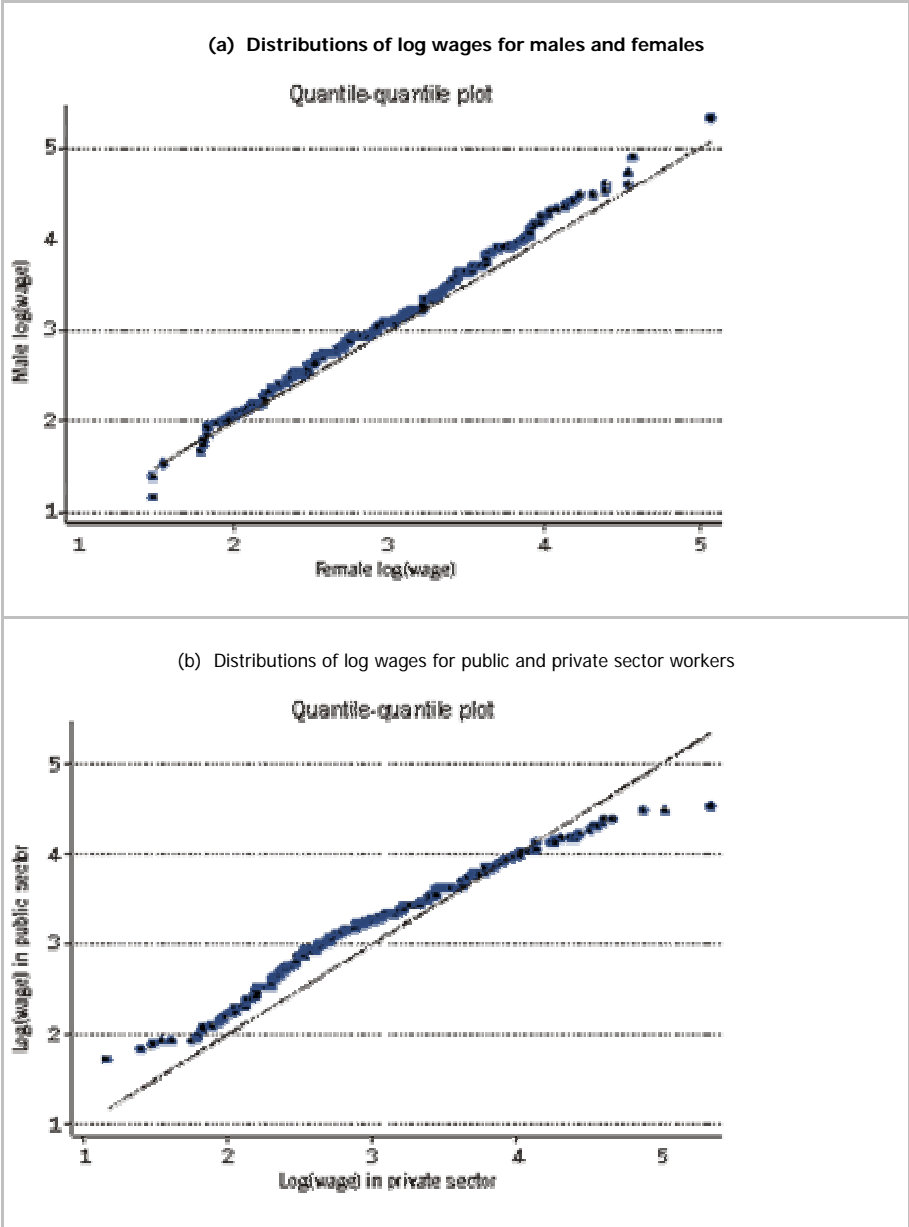 (a) Distributions of log wages for males and females
Quantile-quantile plot
5
4
3
2
1
Male log(wage)
1 2 3 4 5
Female log(wage)
(b) Distributions of log wages for public and private sector workers
Quantile-quantile plot
5
4
3
2
1
log(wage) in public sector
1 2 3 4 5
Log(wage) in private sector